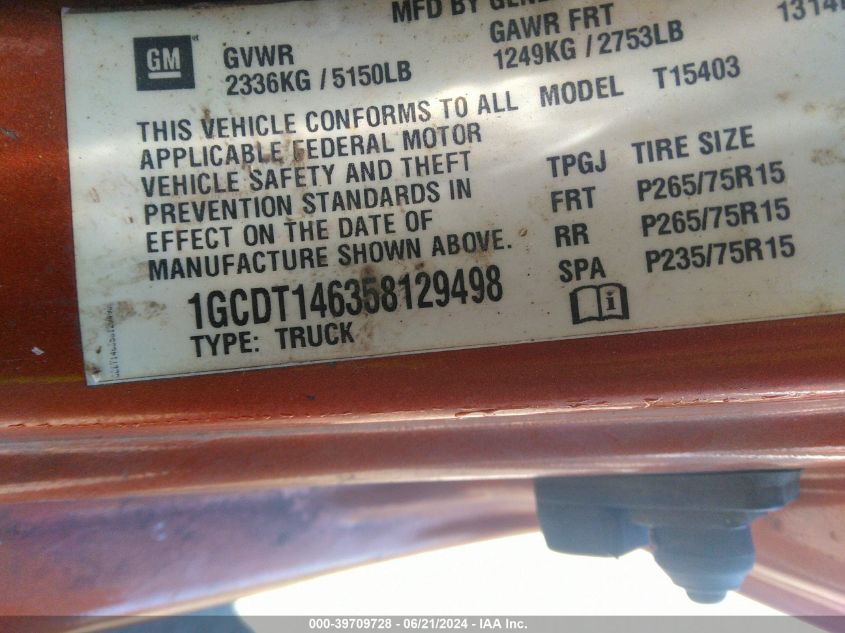 MFD BY GENE
GM
GVWR
2336KG / 5150LB
GAWR FRT
1249KG / 2753LB
1314
THIS VEHICLE CONFORMS TO ALL
APPLICABLE FEDERAL MOTOR
VEHICLE SAFETY AND THEFT
PREVENTION STANDARDS IN
EFFECT ON THE DATE OF
MANUFACTURE SHOWN ABOVE.
MODEL T15403
TPGJ TIRE SIZE
FRT P265/75R15
RR P265/75R15
SPA P235/75R15
1GCDT146358129498
TYPE: TRUCK
i
000-39709728 - 06/21/2024 - IAA Inc.